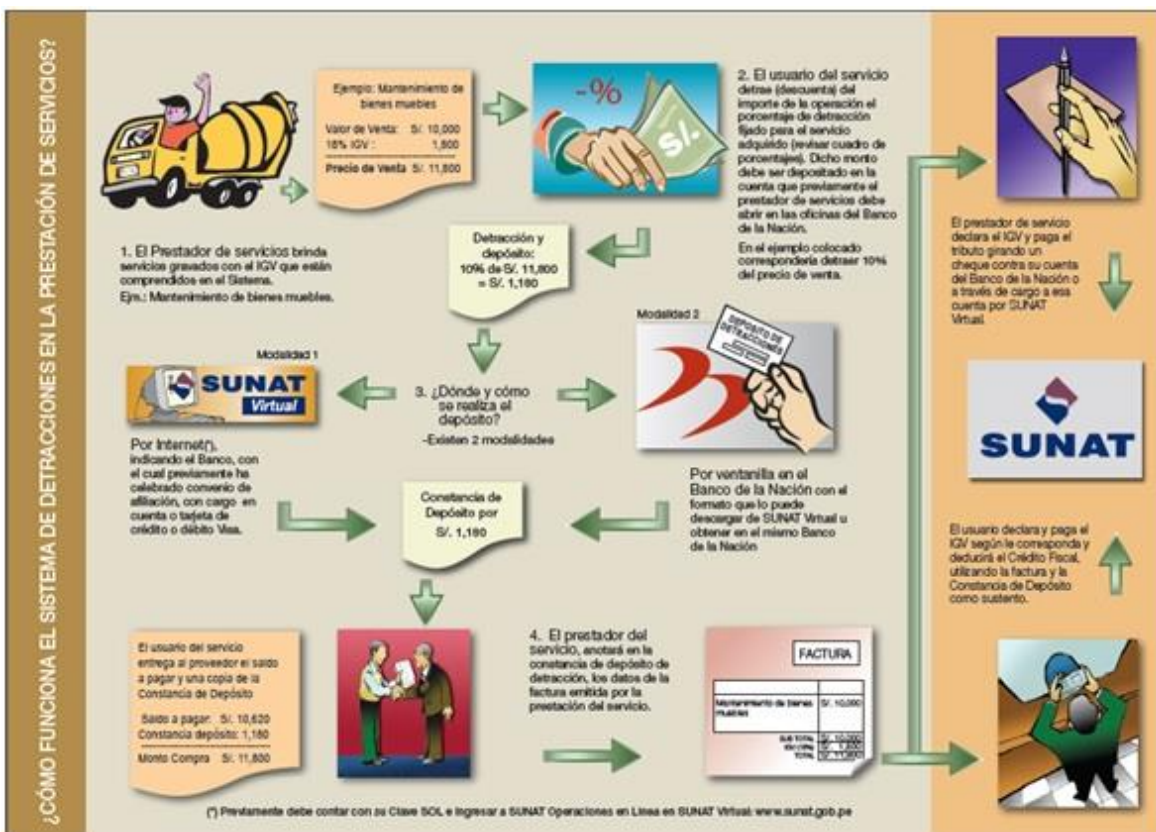 ¿CÓMO FUNCIONA EL SISTEMA DE DETRACCIONES EN LA PRESTACIÓN DE SERVICIOS?
Ejemplo: Mantenimiento de
bienes muebles
Valor de Venta: S/. 10,000
18% IGV : 1,800
Precio de Venta S/. 11,800
-%
S/.
1. El Prestador de servicios brinda
servicios gravados con el IGV que están
comprendidos en el Sistema.
Ejm.: Mantenimiento de bienes muebles.
2. El usuario del servicio
detrae (descuenta) del
importe de la operación el
porcentaje de detracción
fijado para el servicio
adquirido (revisar cuadro de
porcentajes). Dicho monto
debe ser depositado en la
cuenta que previamente el
prestador de servicios debe
abrir en las oficinas del Banco
de la Nación.
En el ejemplo colocado
correspondería detraer 10%
del precio de venta.
Detracción y
depósito:
10% de S/. 11,800
= S/. 1,180
Modalidad 1
SUNAT
Virtual
Por Internet(*),
indicando el Banco, con
el cual previamente ha
celebrado convenio de
afiliación, con cargo en
cuenta o tarjeta de
crédito o débito Visa.
3. ¿Dónde y cómo
se realiza el
depósito?
-Existen 2 modalidades
Modalidad 2
DEPOSITO DE
DETRACCIONES
Por ventanilla en el
Banco de la Nación con el
formato que lo puede
descargar de SUNAT Virtual u
obtener en el mismo Banco
de la Nación
Constancia de
Depósito por
S/. 1,180
El usuario del servicio
entrega al proveedor el saldo
a pagar y una copia de la
Constancia de Depósito
Saldo a pagar: S/. 10,620
Constancia depósito: 1,180
Monto Compra S/. 11,800
4. El prestador del
servicio, anotará en la
constancia de depósito de
detracción, los datos de la
factura emitida por la
prestación del servicio.
FACTURA
Mantenimiento de bienes
muebles S/. 10,000
SUB TOTAL S/. 10,000
IGV (18%) S/. 1,800
TOTAL S/. 11,800
El prestador de servicio
declara el IGV y paga el
tributo girando un
cheque contra su cuenta
del Banco de la Nación o
a través de cargo a esa
cuenta por SUNAT
Virtual.
SUNAT
El usuario declara y paga el
IGV según le corresponda y
deducirá el Crédito Fiscal,
utilizando la factura y la
Constancia de Depósito
como sustento.
(*) Previamente debe contar con su Clave SOL e ingresar a SUNAT Operaciones en Línea en SUNAT Virtual: www.sunat.gob.pe